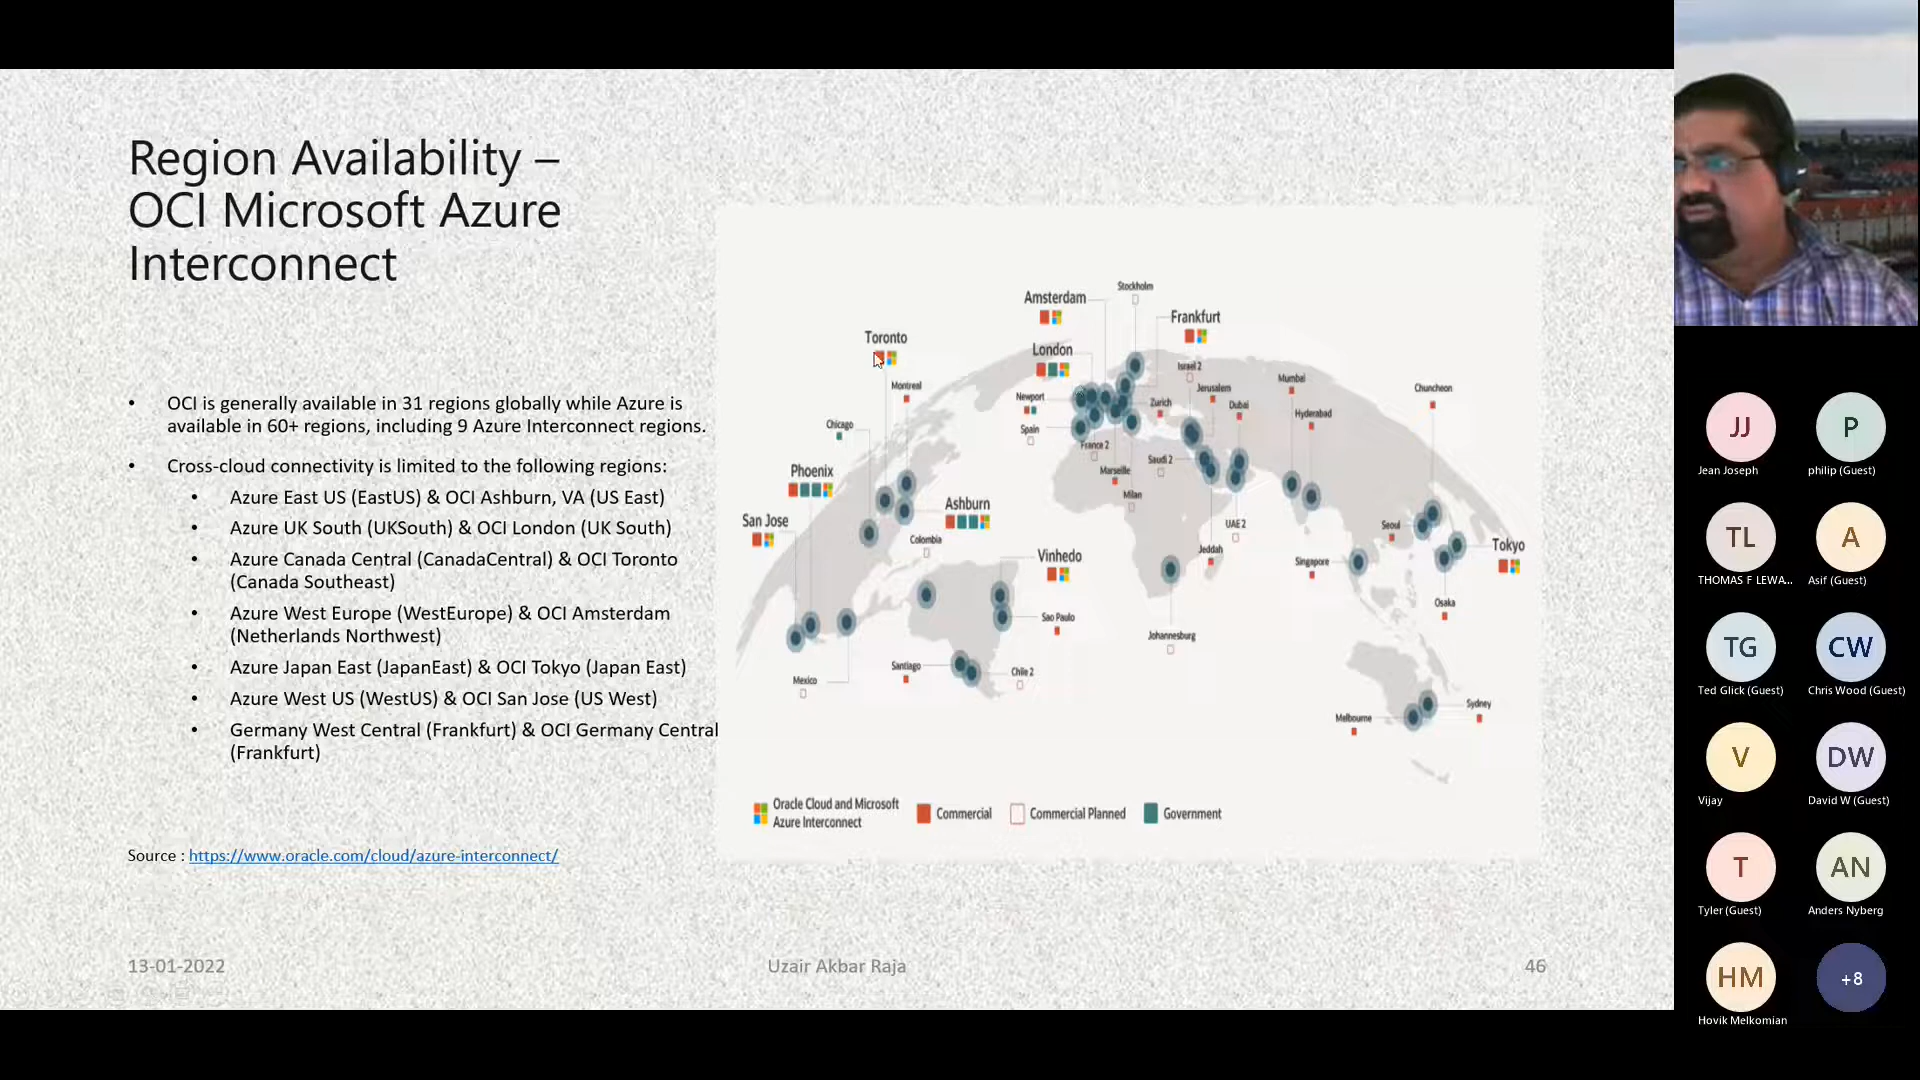 Region Availability –
OCI Microsoft Azure
Interconnect
• OCI is generally available in 31 regions globally while Azure is
available in 60+ regions, including 9 Azure Interconnect regions.
• Cross-cloud connectivity is limited to the following regions:
• Azure East US (EastUS) & OCI Ashburn, VA (US East)
• Azure UK South (UKSouth) & OCI London (UK South)
• Azure Canada Central (CanadaCentral) & OCI Toronto
(Canada Southeast)
• Azure West Europe (WestEurope) & OCI Amsterdam
(Netherlands Northwest)
• Azure Japan East (JapanEast) & OCI Tokyo (Japan East)
• Azure West US (WestUS) & OCI San Jose (US West)
• Germany West Central (Frankfurt) & OCI Germany Central
(Frankfurt)
Source : https://www.oracle.com/cloud/azure-interconnect/
13-01-2022
Uzair Akbar Raja
46
Stockholm
Amsterdam
Frankfurt
Toronto
London
Israel 2
Montreal
Mumbai
Jerusalem
Chuncheon
Newport
Zurich
Dubai
Hyderabad
Chicago
Spain
France 2
Saudi 2
Phoenix
Marseille
Milan
Ashburn
San Jose
UAE 2
Seoul
Colombia
Tokyo
Vinhedo
Jeddah
Singapore
Osaka
Sao Paulo
Johannesburg
Santiago
Chile 2
Mexico
Sydney
Melbourne
Oracle Cloud and Microsoft
Azure Interconnect
Commercial
Commercial Planned
Government
JJ
Jean Joseph
P
philip (Guest)
TL
THOMAS F LEWA...
A
Asif (Guest)
TG
Ted Glick (Guest)
CW
Chris Wood (Guest)
V
Vijay
DW
David W (Guest)
T
Tyler (Guest)
AN
Anders Nyberg
HM
Hovik Melkomian
+8